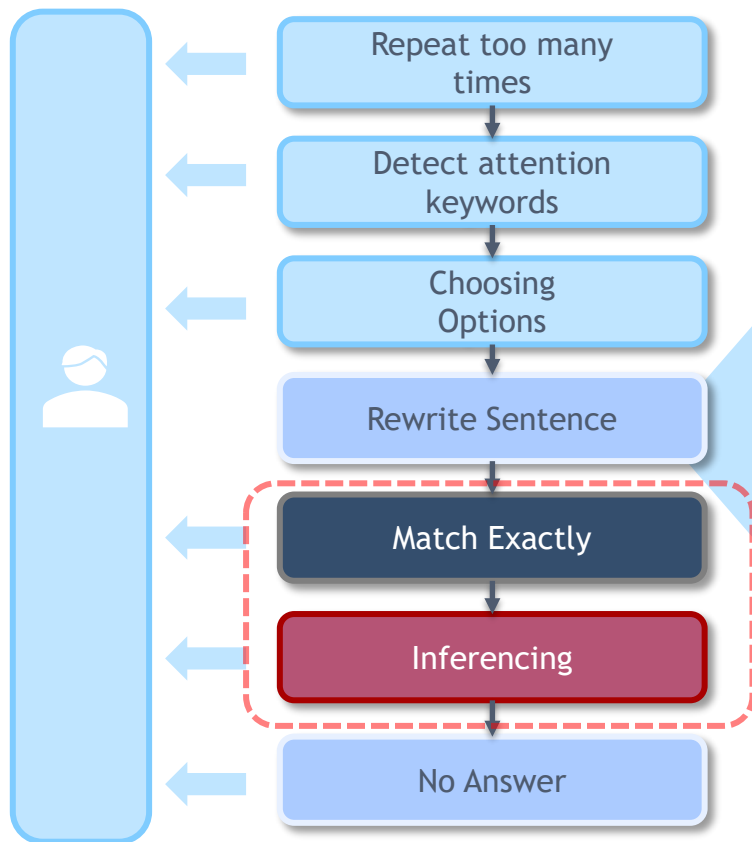 Repeat too many
times
Detect attention
keywords
Choosing
Options
Rewrite Sentence
Match Exactly
Inferencing
No Answer